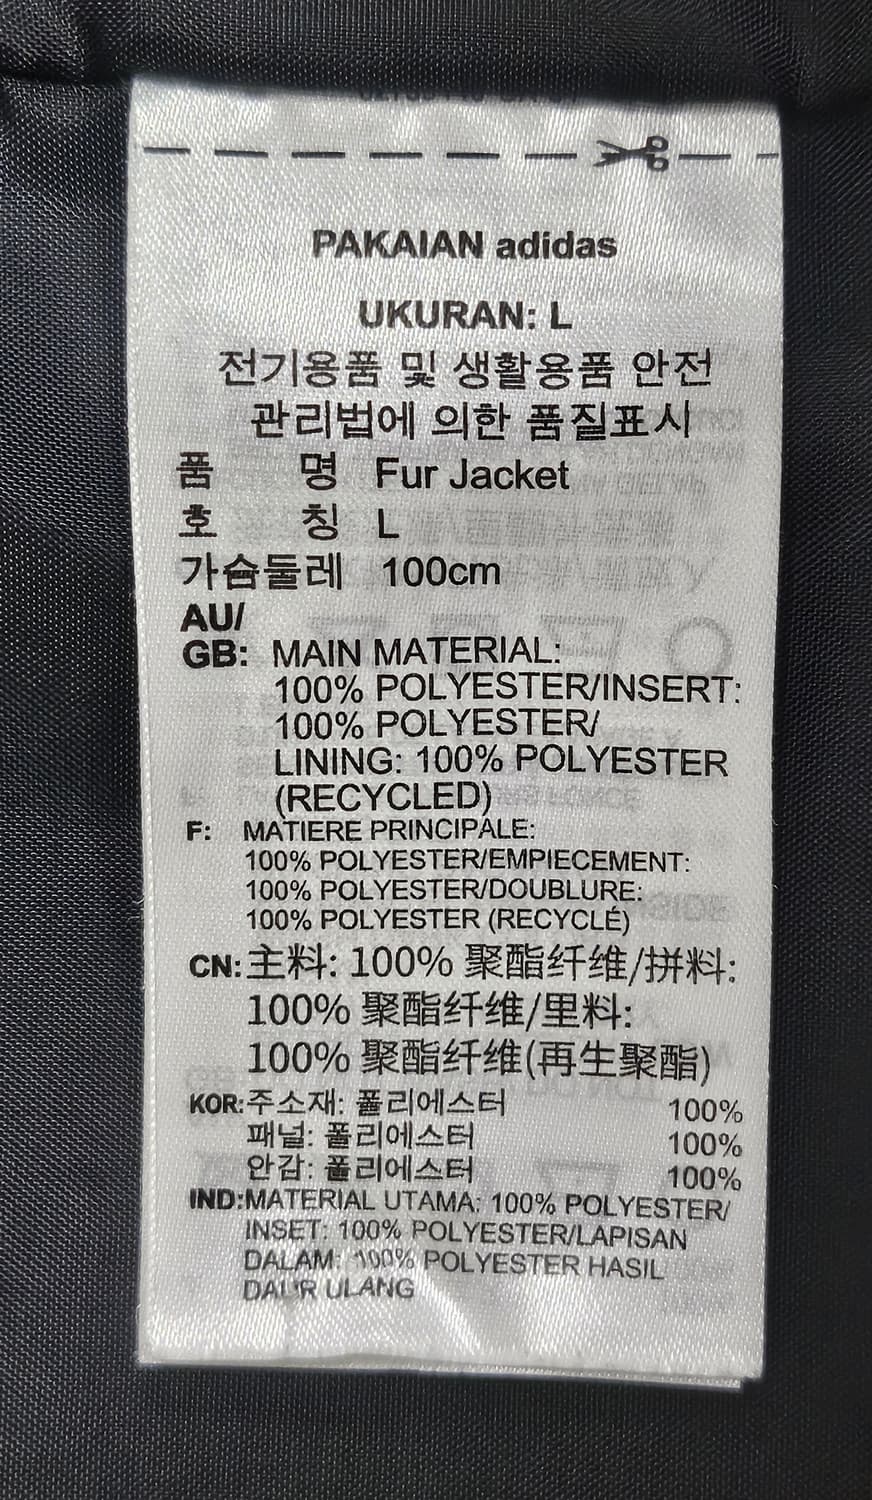 PAKAIAN adidas
UKURAN: L
전기용품 및 생활용품 안전
관리법에 의한 품질표시
품 명 Fur Jacket
호 칭 L
가슴둘레 100cm
AU/
GB: MAIN MATERIAL:
100% POLYESTER/INSERT:
100% POLYESTER/
LINING: 100% POLYESTER
(RECYCLED)
F: MATIERE PRINCIPALE:
100% POLYESTER/EMPIECEMENT:
100% POLYESTER/DOUBLURE:
100% POLYESTER (RECYCLÉ)
CN: 主料: 100% 聚酯纤维/拼料:
100% 聚酯纤维/里料:
100% 聚酯纤维(再生聚酯)
KOR: 주소재: 폴리에스터 100%
패널: 폴리에스터 100%
안감: 폴리에스터 100%
IND: MATERIAL UTAMA: 100% POLYESTER/
INSET: 100% POLYESTER/LAPISAN
DALAM: 100% POLYESTER HASIL
DAUR ULANG